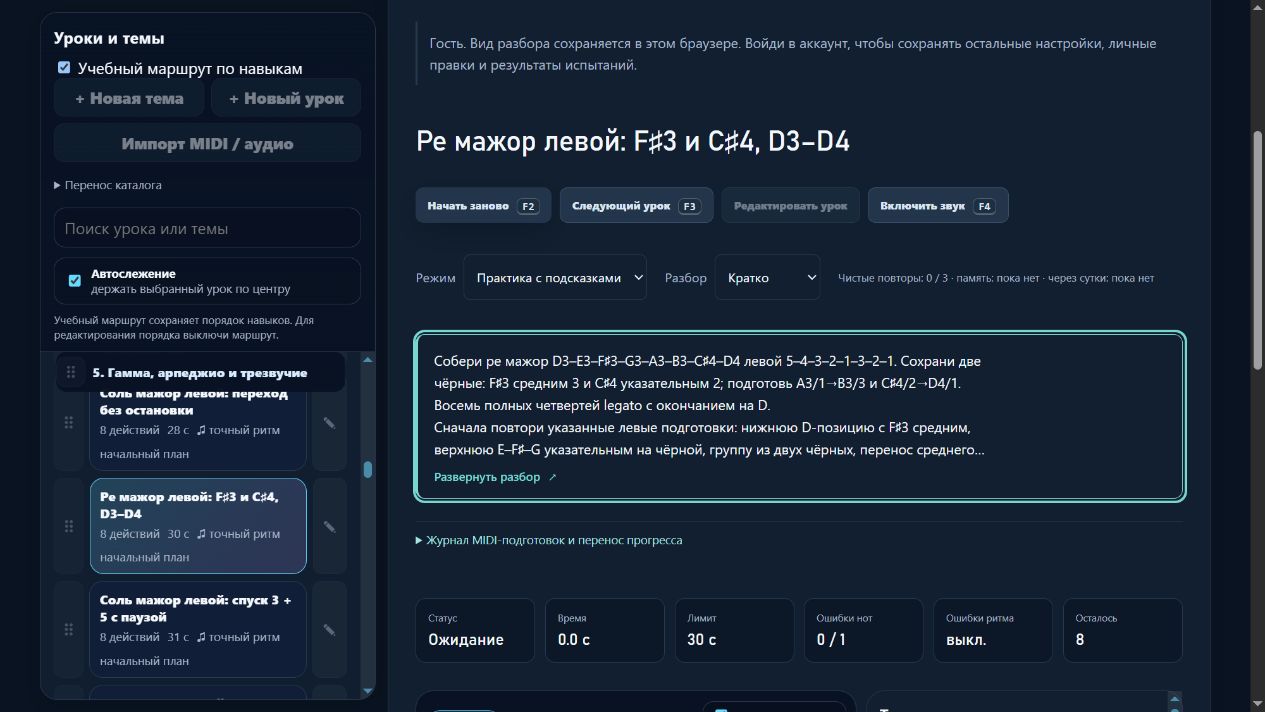 Уроки и темы
Учебный маршрут по навыкам
+ Новая тема
+ Новый урок
Импорт MIDI / аудио
Перенос каталога
Поиск урока или темы
Автослежение
держать выбранный урок по центру
Учебный маршрут сохраняет порядок навыков. Для
редактирования порядка выключи маршрут.
5. Гамма, арпеджио и трезвучие
Соль мажор левой: переход
без остановки
8 действий 28 с ♫ точный ритм
начальный план
Ре мажор левой: F♯3 и C♯4,
D3–D4
8 действий 30 с ♫ точный ритм
начальный план
Соль мажор левой: спуск 3 +
5 с паузой
8 действий 31 с ♫ точный ритм
начальный план
Гость. Вид разбора сохраняется в этом браузере. Войди в аккаунт, чтобы сохранять остальные настройки, личные
правки и результаты испытаний.
Ре мажор левой: F♯3 и C♯4, D3–D4
Начать заново F2
Следующий урок F3
Редактировать урок
Включить звук F4
Режим Практика с подсказками
Разбор Кратко
Чистые повторы: 0 / 3 · память: пока нет · через сутки: пока нет
Собери ре мажор D3–E3–F♯3–G3–A3–B3–C♯4–D4 левой 5–4–3–2–1–3–2–1. Сохрани две
чёрные: F♯3 средним 3 и C♯4 указательным 2; подготовь A3/1→B3/3 и C♯4/2→D4/1.
Восемь полных четвертей legato с окончанием на D.
Сначала повтори указанные левые подготовки: нижнюю D-позицию с F♯3 средним,
верхнюю E–F♯–G указательным на чёрной, группу из двух чёрных, перенос среднего…
Развернуть разбор ↗
Журнал MIDI-подготовок и перенос прогресса
Статус
Ожидание
Время
0.0 с
Лимит
30 с
Ошибки нот
0 / 1
Ошибки ритма
выкл.
Осталось
8